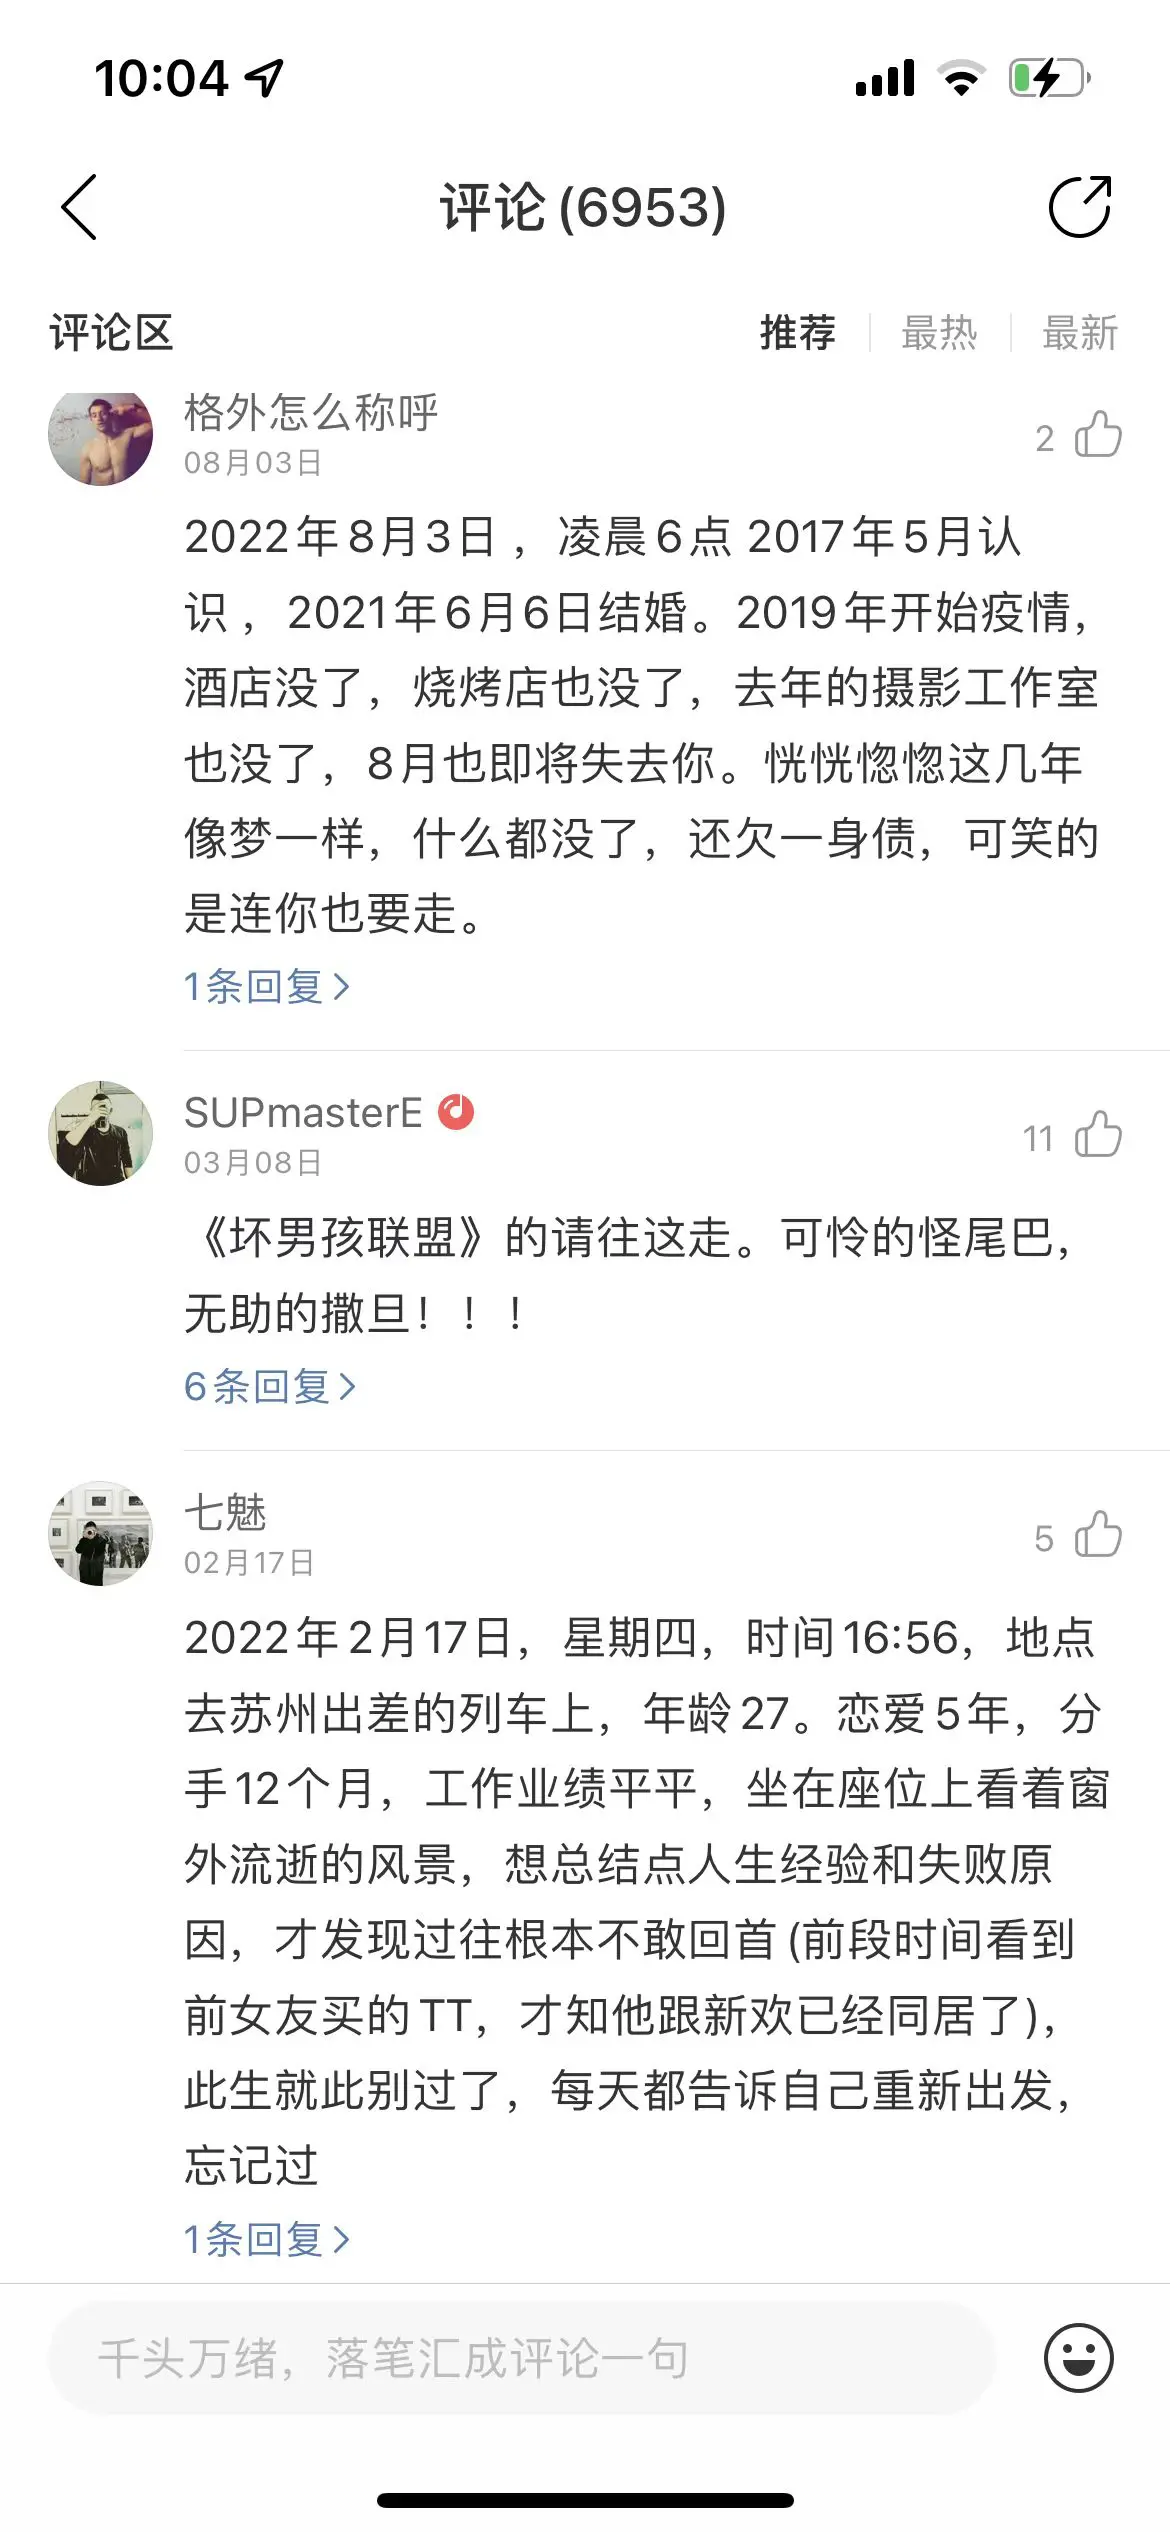 10:04
评论(6953)
评论区
推荐
最热
最新
格外怎么称呼
08月03日
2
2022年8月3日，凌晨6点 2017年5月认
识，2021年6月6日结婚。2019年开始疫情，
酒店没了，烧烤店也没了，去年的摄影工作室
也没了，8月也即将失去你。恍恍惚惚这几年
像梦一样，什么都没了，还欠一身债，可笑的
是连你也要走。
1条回复
SUPmasterE
03月08日
11
《坏男孩联盟》的请往这走。可怜的怪尾巴，
无助的撒旦！！！
6条回复
七魅
02月17日
5
2022年2月17日，星期四，时间16:56，地点
去苏州出差的列车上，年龄27。恋爱5年，分
手12个月，工作业绩平平，坐在座位上看着窗
外流逝的风景，想总结点人生经验和失败原
因，才发现过往根本不敢回首(前段时间看到
前女友买的TT，才知他跟新欢已经同居了)，
此生就此别过了，每天都告诉自己重新出发，
忘记过
1条回复
千头万绪，落笔汇成评论一句